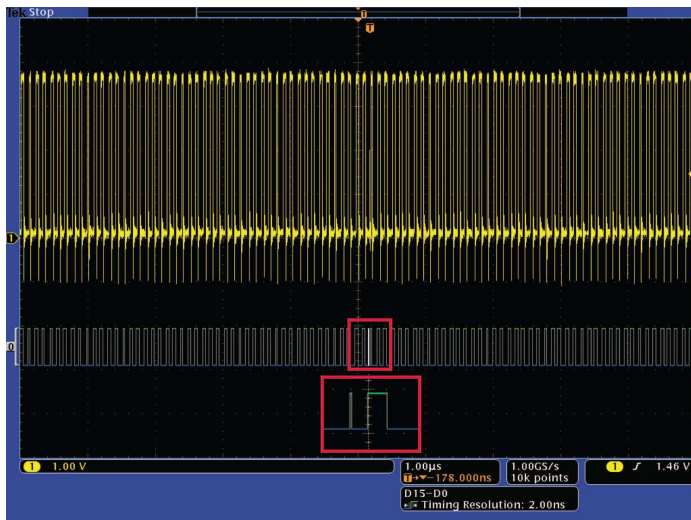 Tek Stop
T
T
1
0
1 1.00 V
1.00µs
T→▼−178.000ns
1.00GS/s
10k points
1 ƒ 1.46 V
D15−D0
Timing Resolution: 2.00ns